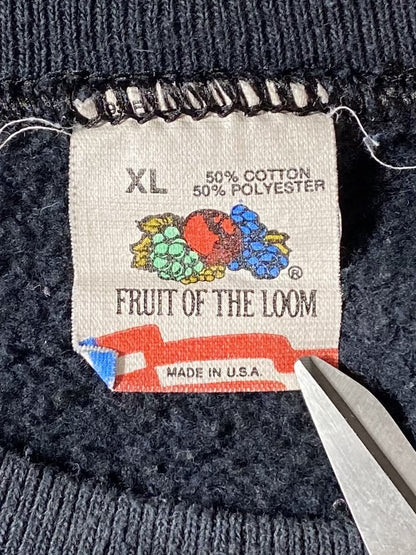 XL
50% COTTON
50% POLYESTER
®
FRUIT OF THE LOOM
MADE IN U.S.A.